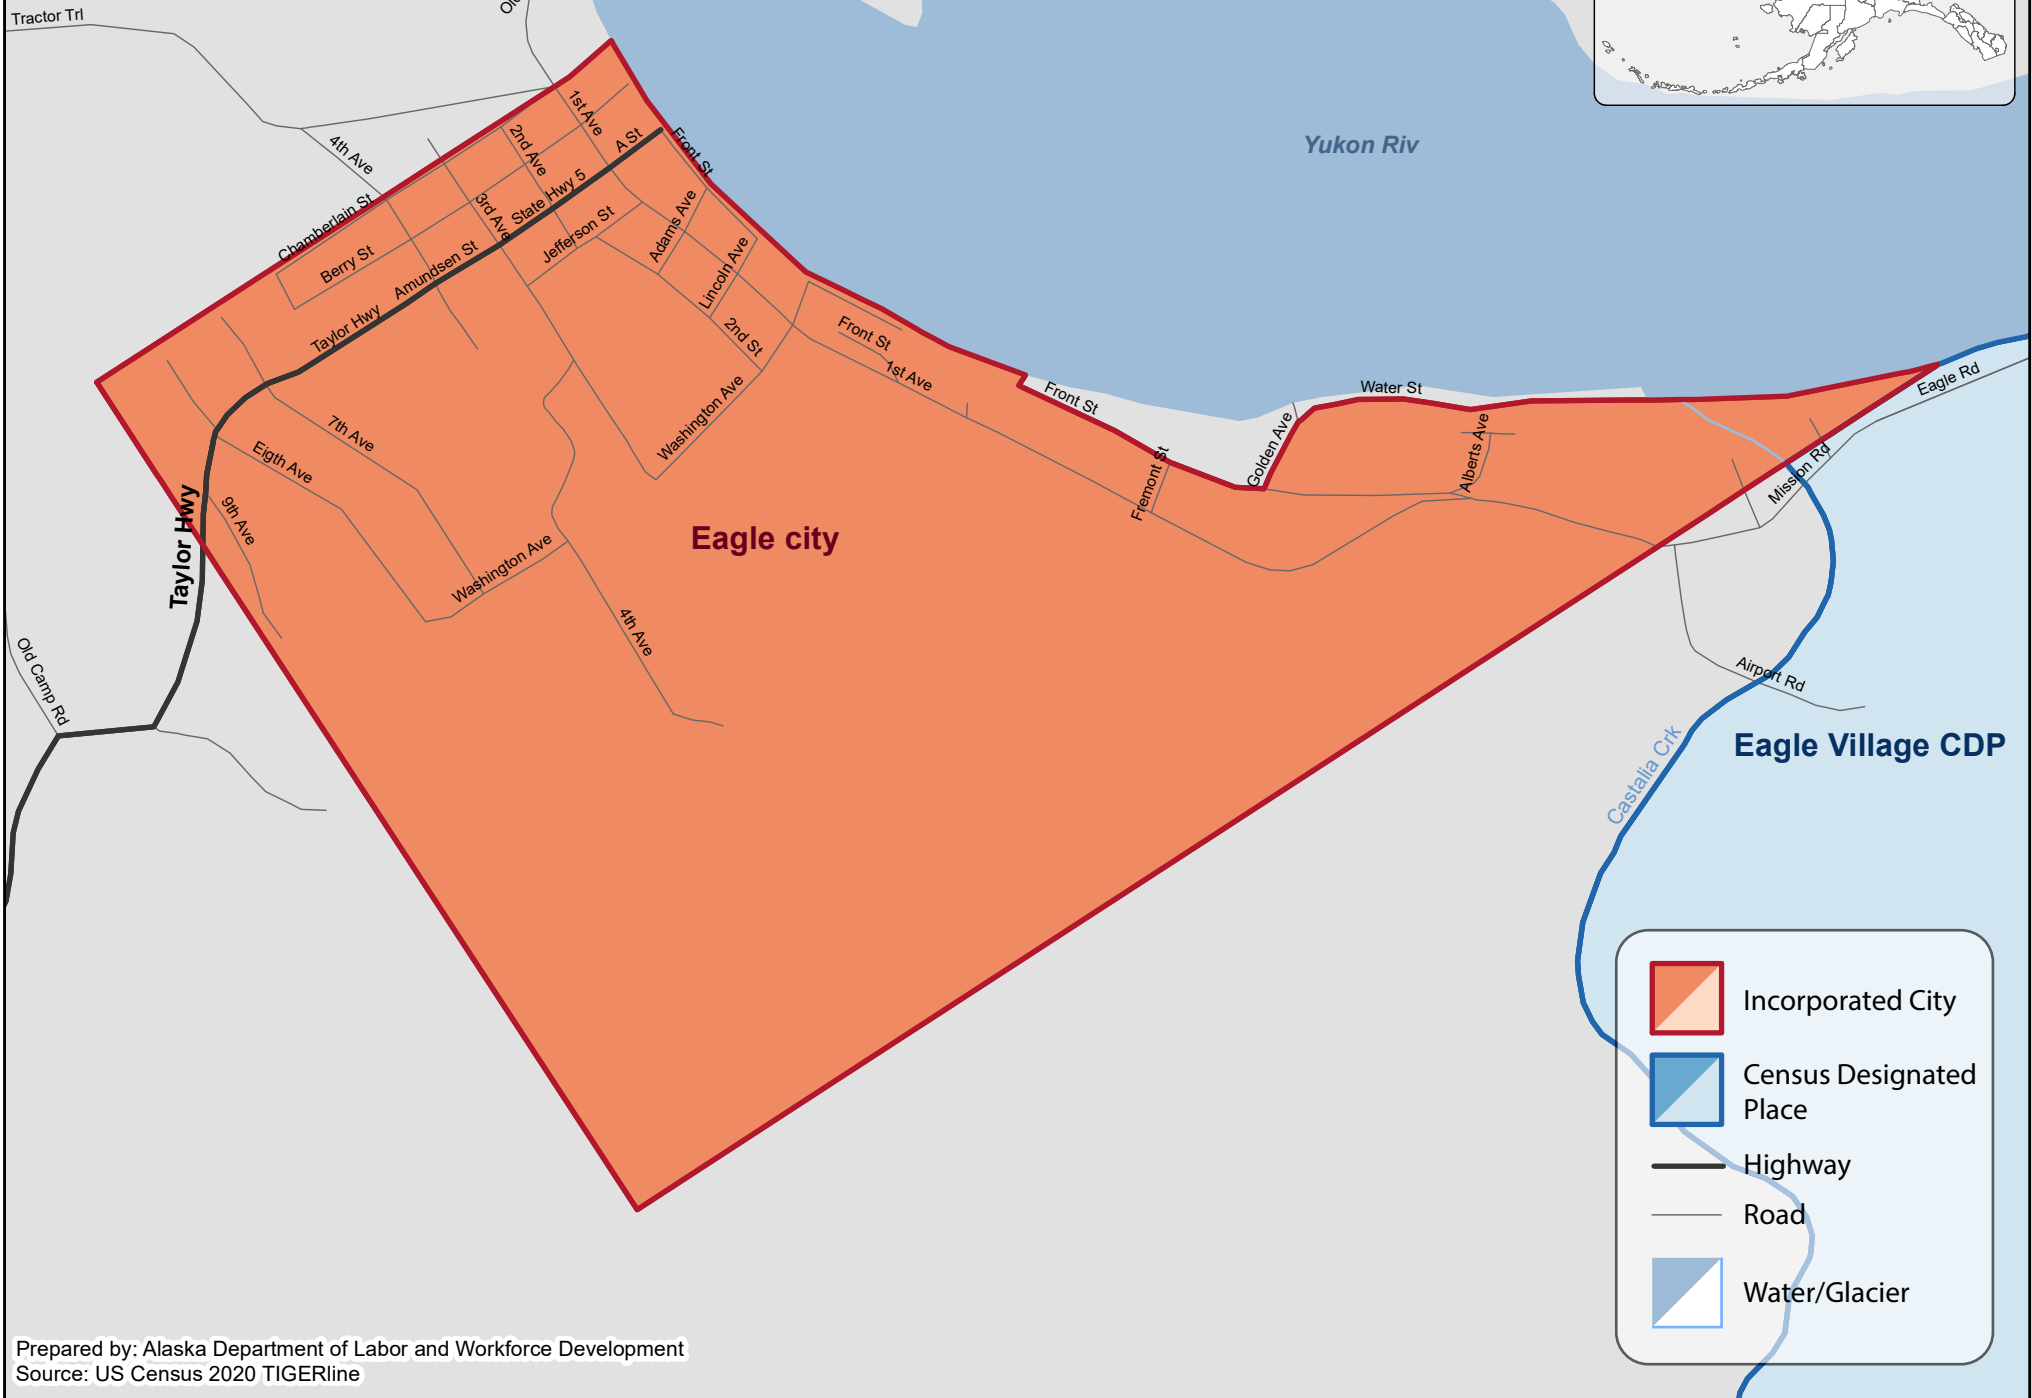 Tractor Trl
Yukon Riv
1st Ave
2nd Ave
A St
Front St
4th Ave
State Hwy 5
3rd Ave
Chamberlain St
Jefferson St
Adams Ave
Berry St
Amundsen St
Lincoln Ave
Taylor Hwy
2nd St
Front St
1st Ave
Front St
Water St
Eagle Rd
Washington Ave
7th Ave
Eigth Ave
Golden Ave
Alberts Ave
Fremont St
Mission Rd
9th Ave
Taylor Hwy
Eagle city
Washington Ave
4th Ave
Old Camp Rd
Airport Rd
Eagle Village CDP
Castalia Crk
Incorporated City
Census Designated
Place
Highway
Road
Water/Glacier
Prepared by: Alaska Department of Labor and Workforce Development
Source: US Census 2020 TIGERline